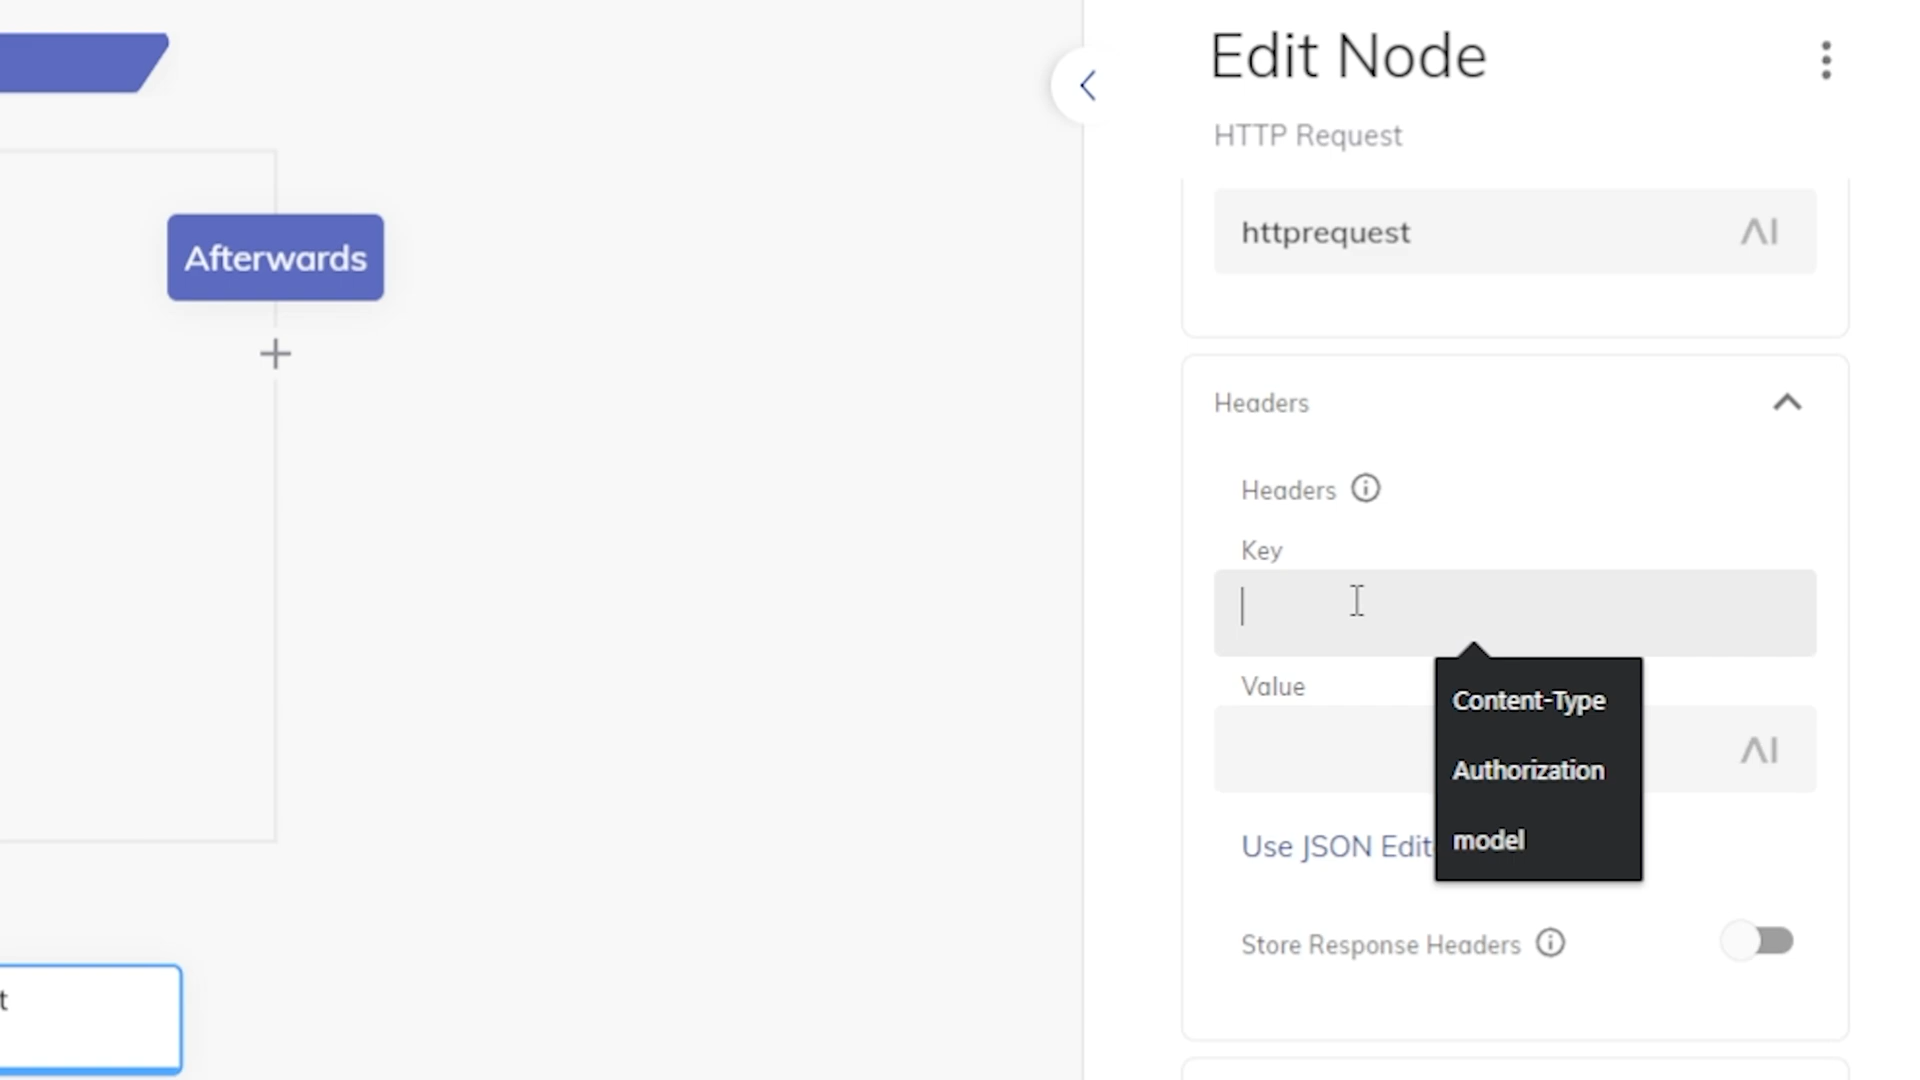 Edit Node
HTTP Request
httprequest
Afterwards
Headers
Headers
Key
Value
Content-Type
Authorization
model
Use JSON Edit
Store Response Headers
t